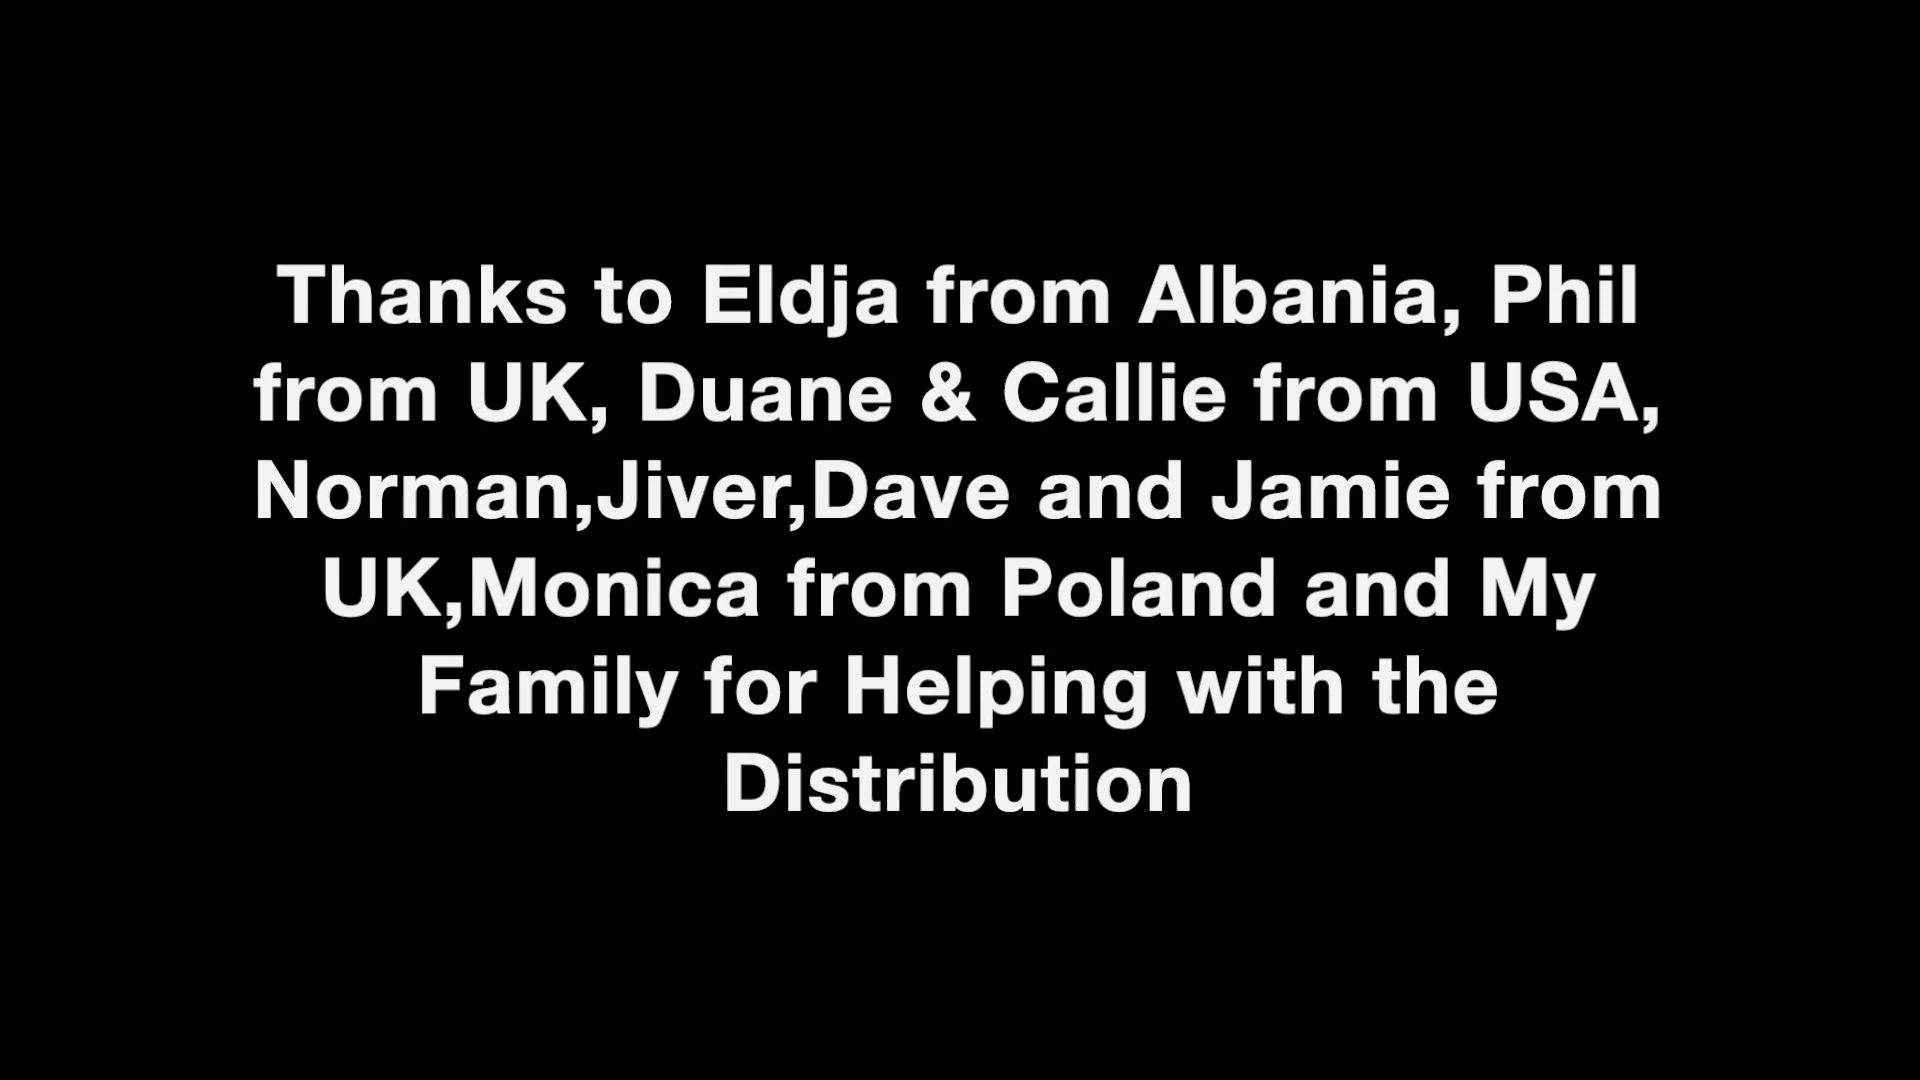 Thanks to Eldja from Albania, Phil
from UK, Duane & Callie from USA,
Norman,Jiver,Dave and Jamie from
UK,Monica from Poland and My
Family for Helping with the
Distribution